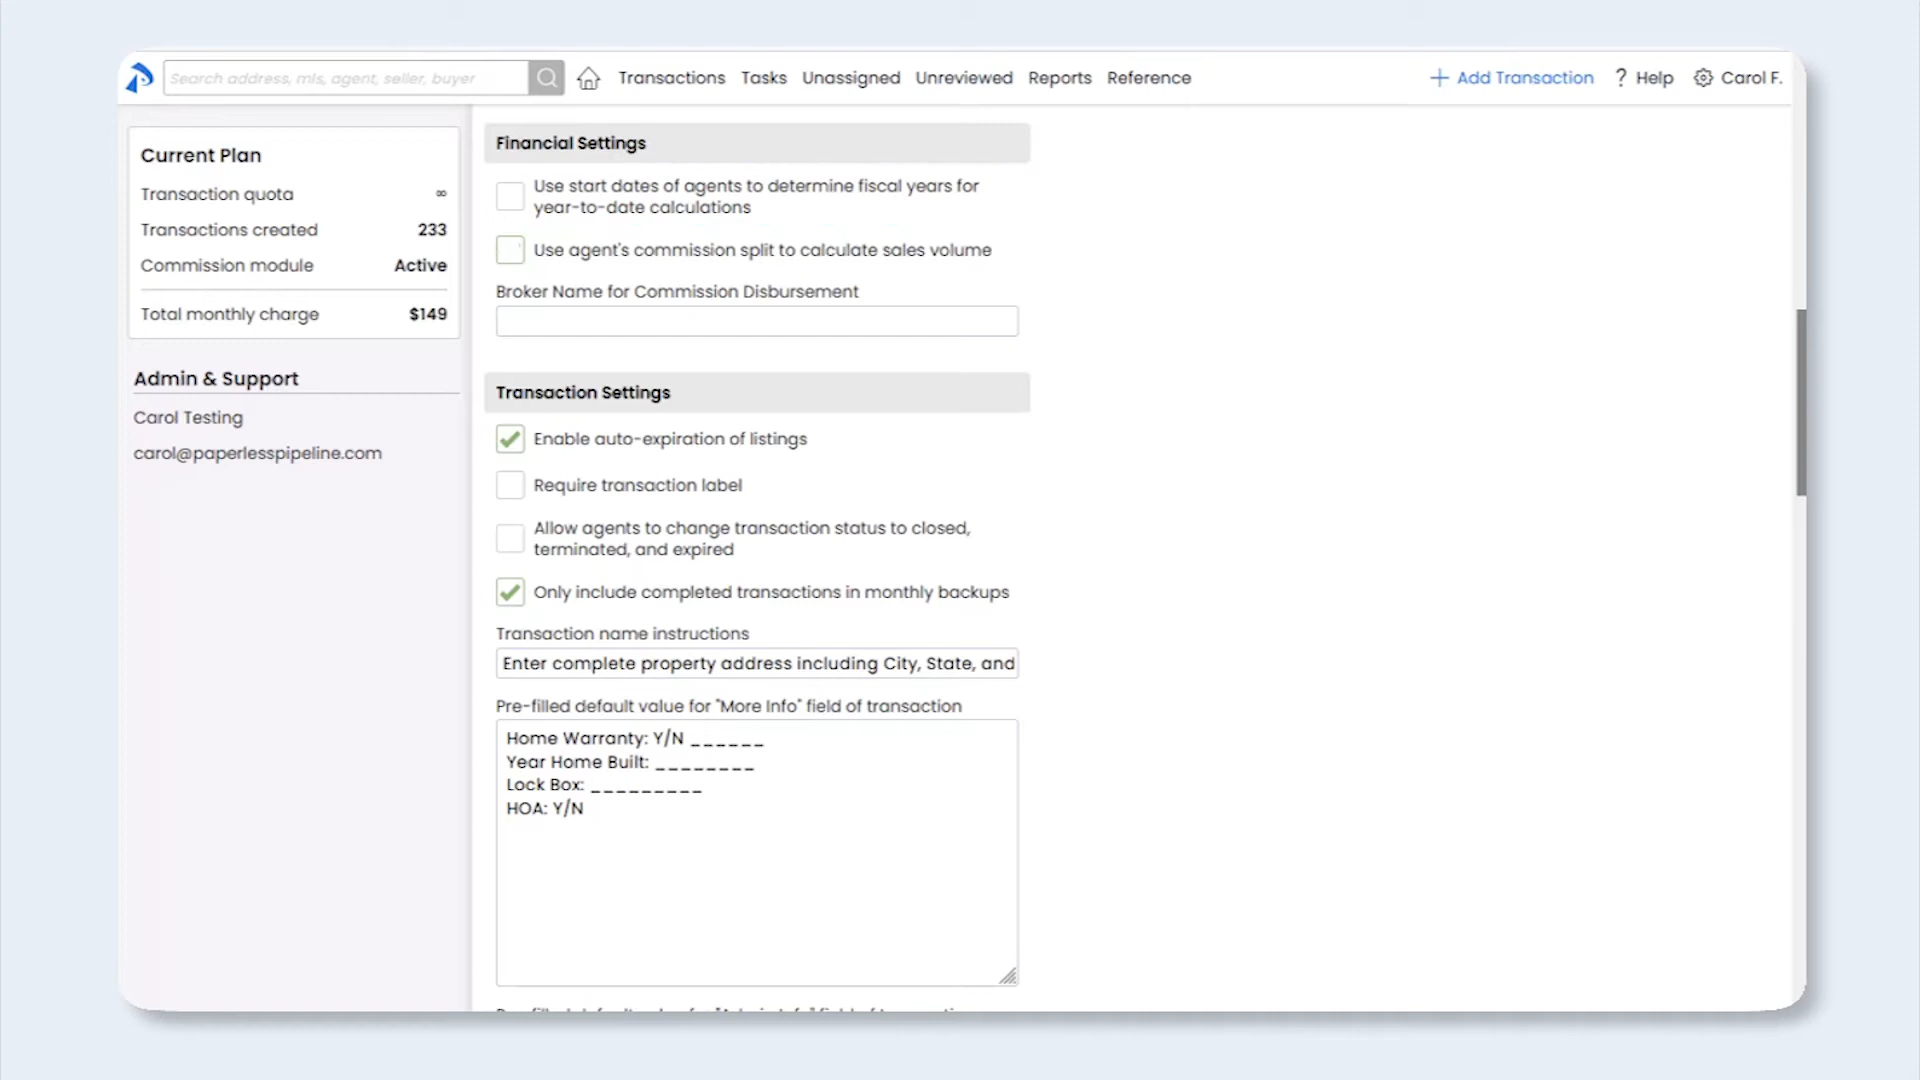 Search address, mls, agent, seller, buyer
Transactions
Tasks
Unassigned
Unreviewed
Reports
Reference
+ Add Transaction
? Help
Carol F.
Current Plan
Transaction quota ∞
Transactions created 233
Commission module Active
Total monthly charge $149
Admin & Support
Carol Testing
carol@paperlesspipeline.com
Financial Settings
Use start dates of agents to determine fiscal years for
year-to-date calculations
Use agent's commission split to calculate sales volume
Broker Name for Commission Disbursement
Transaction Settings
Enable auto-expiration of listings
Require transaction label
Allow agents to change transaction status to closed,
terminated, and expired
Only include completed transactions in monthly backups
Transaction name instructions
Enter complete property address including City, State, and
Pre-filled default value for "More Info" field of transaction
Home Warranty: Y/N ______
Year Home Built: ________
Lock Box: _________
HOA: Y/N